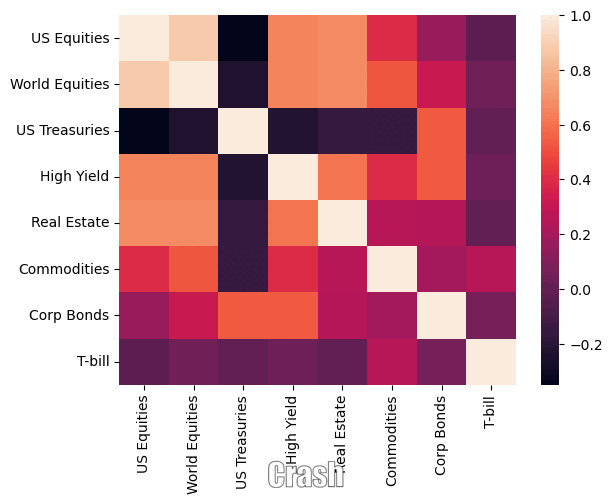 US Equities
World Equities
US Treasuries
High Yield
Real Estate
Commodities
Corp Bonds
T-bill
1.0
0.8
0.6
0.4
0.2
0.0
−0.2
US Equities
World Equities
US Treasuries
High Yield
Real Estate
Commodities
Corp Bonds
T-bill
Crash